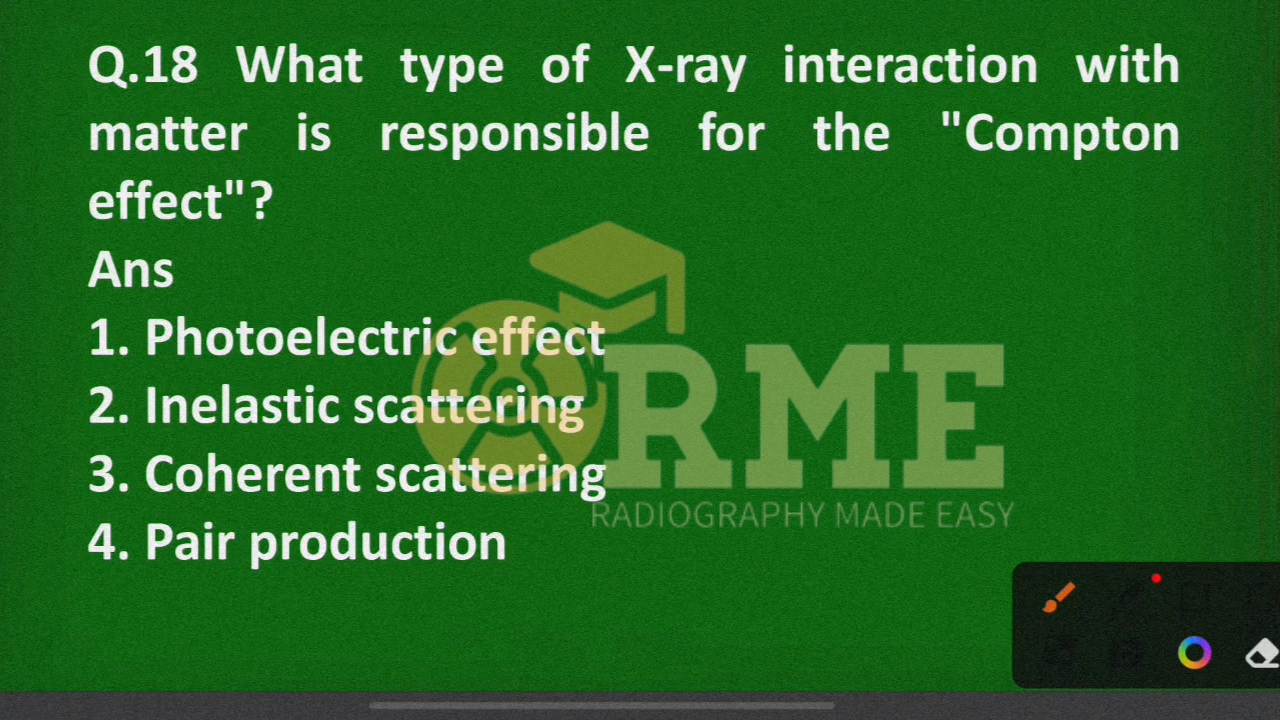 Q.18 What type of X-ray interaction with
matter is responsible for the "Compton
effect"?
Ans
1. Photoelectric effect
2. Inelastic scattering
3. Coherent scattering
4. Pair production
RME
RADIOGRAPHY MADE EASY